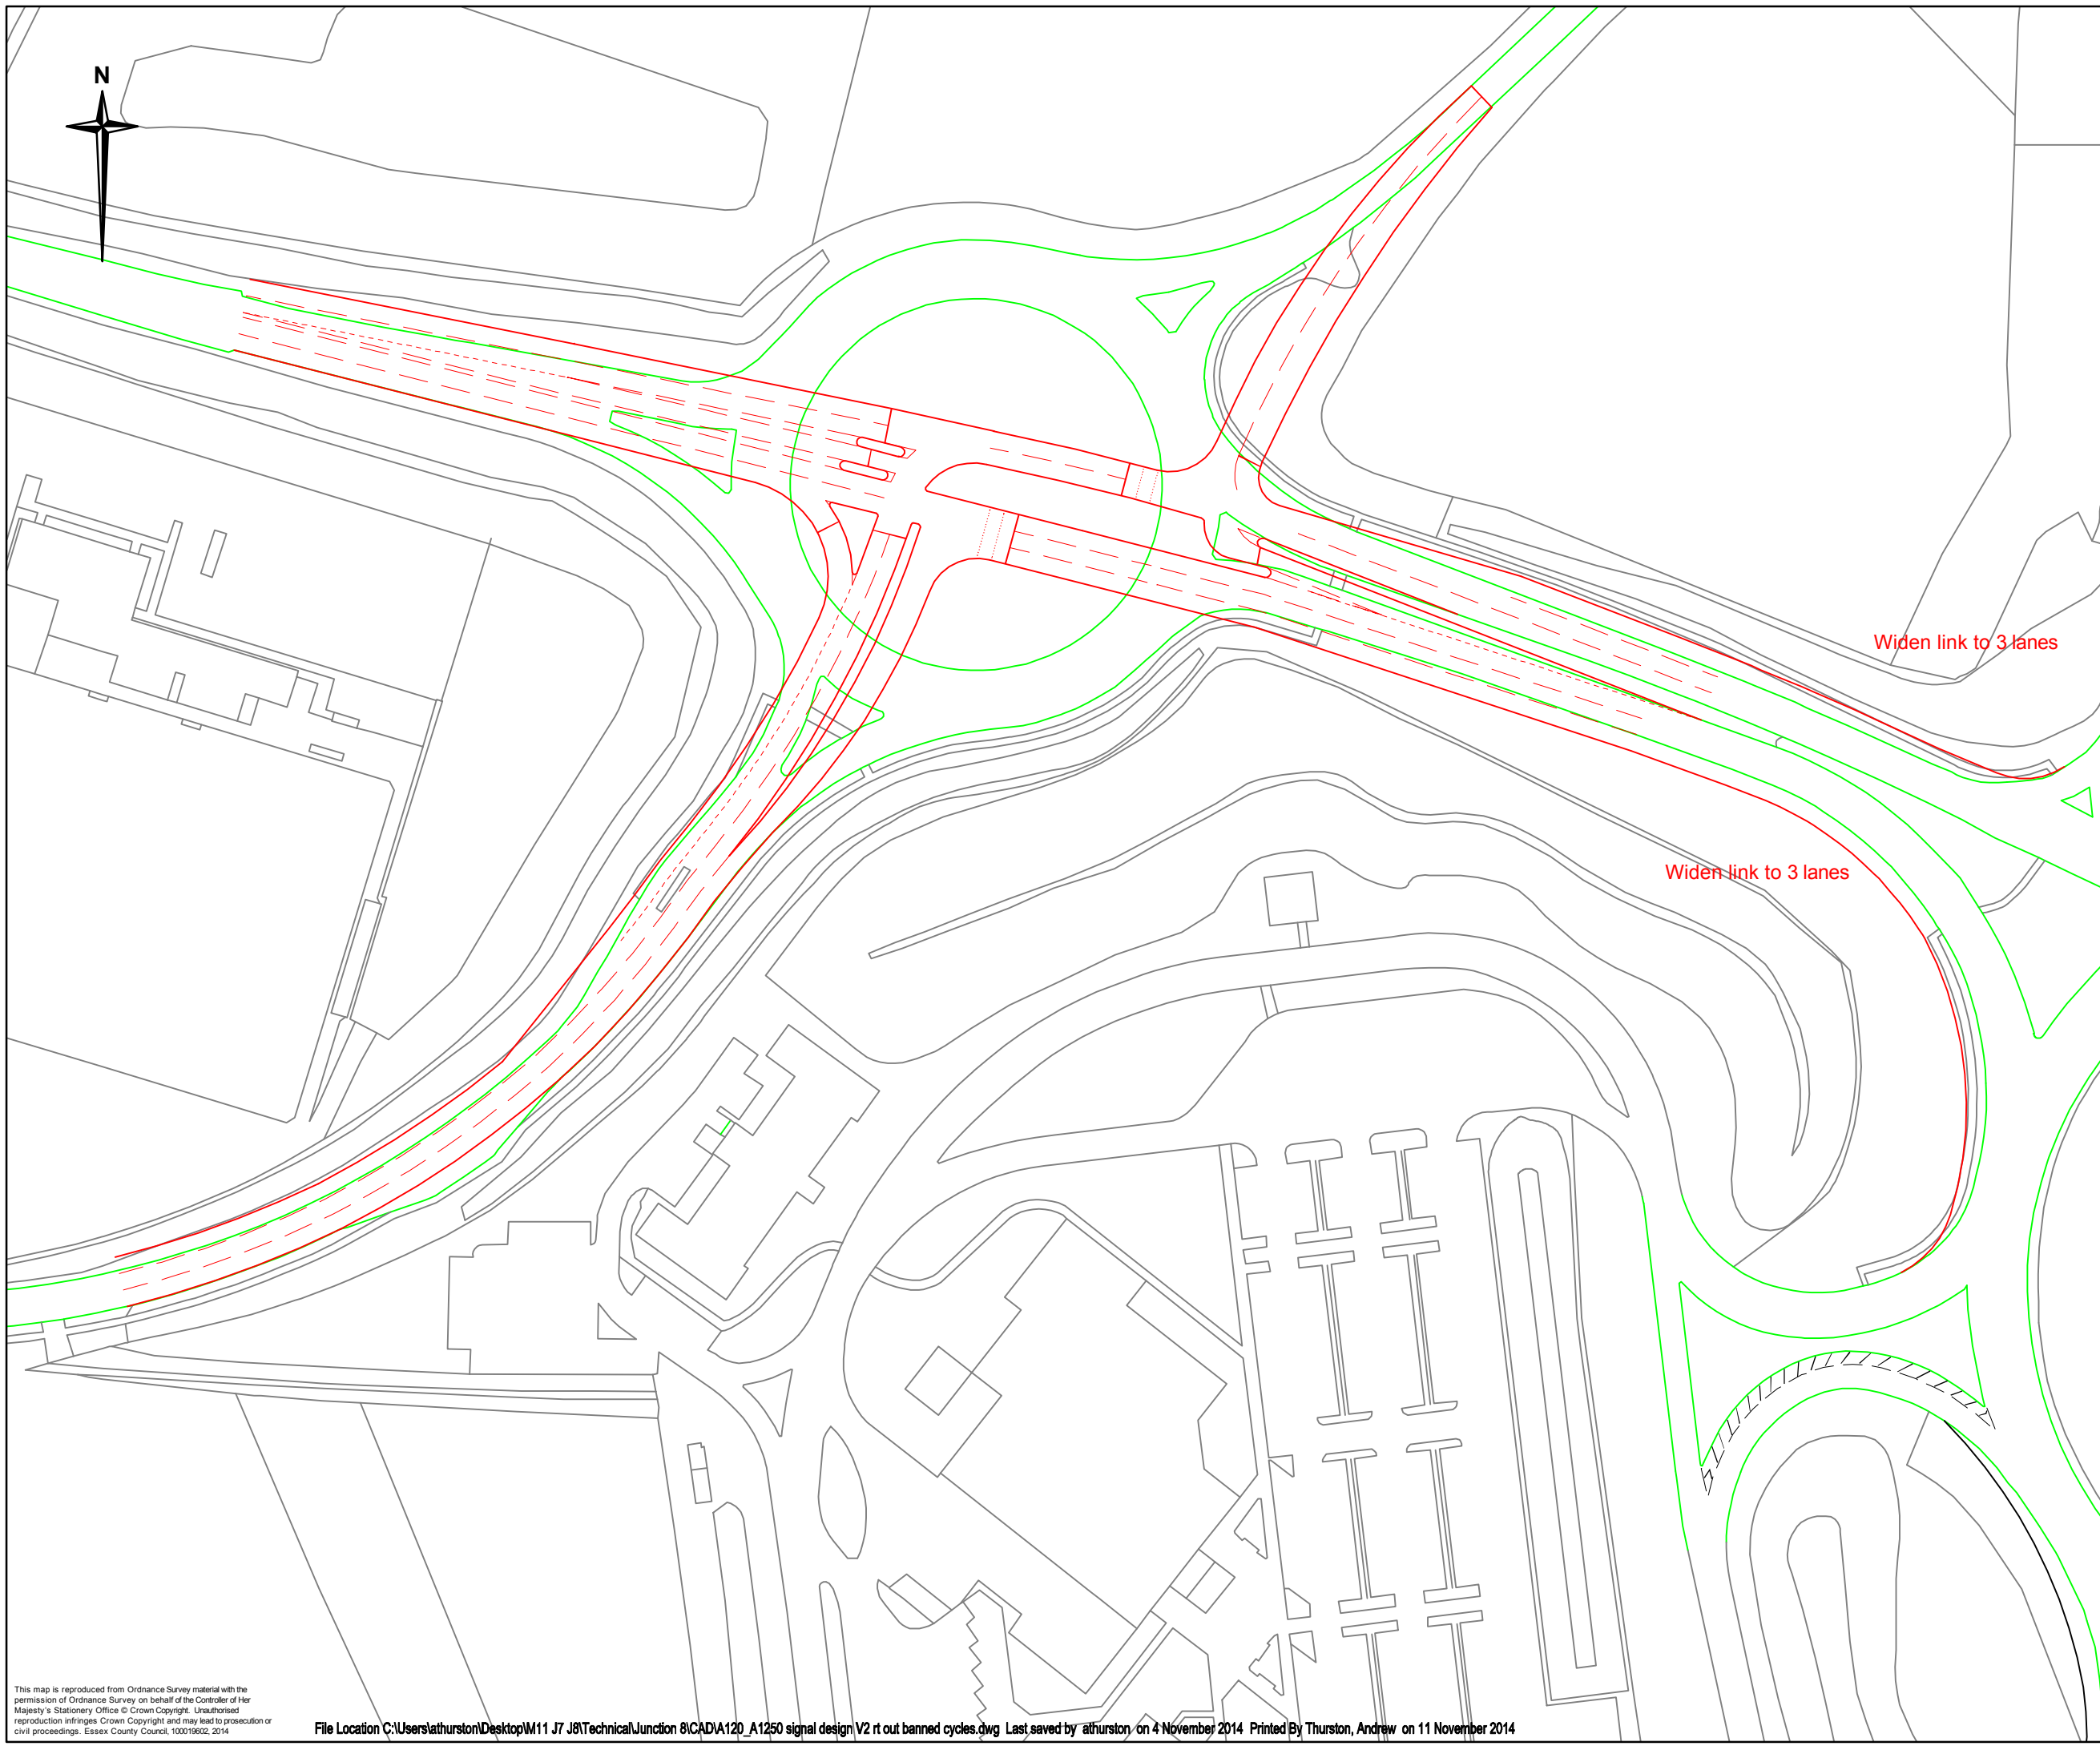 N
Widen link to 3 lanes
Widen link to 3 lanes
This map is reproduced from Ordnance Survey material with the
permission of Ordnance Survey on behalf of the Controller of Her
Majesty's Stationery Office © Crown Copyright. Unauthorised
reproduction infringes Crown Copyright and may lead to prosecution or
civil proceedings. Essex County Council, 100019602, 2014
File Location C:\Users\athurston\Desktop\M11 J7 J8\Technical\Junction 8\CAD\A120_A1250 signal design V2 rt out banned cycles.dwg Last saved by athurston on 4 November 2014 Printed By Thurston, Andrew on 11 November 2014